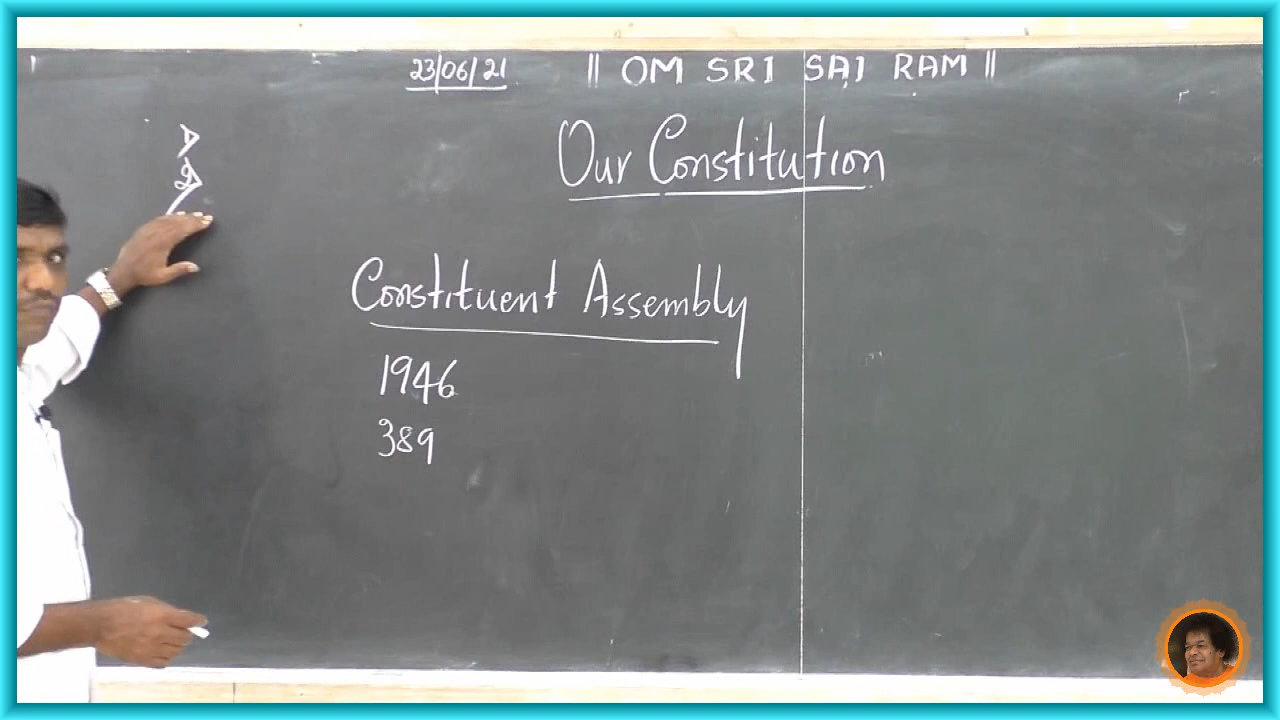 23/06/21
|| OM SRI SAI RAM ||
Our Constitution
Constituent Assembly
1946
389